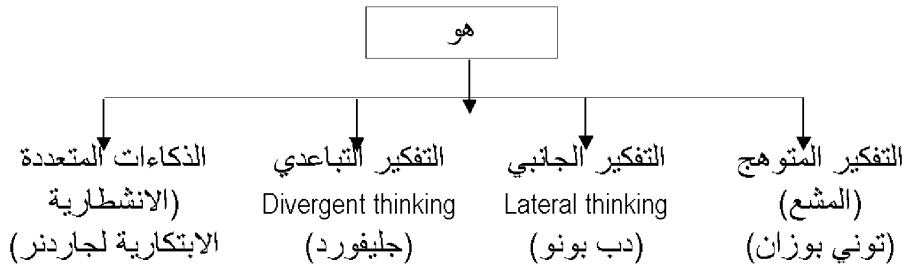 هو
التفكير المتوهج
(المشع)
(توني بوزان)
التفكير الجانبي
Lateral thinking
(دب بونو)
التفكير التباعدي
Divergent thinking
(جليفورد)
الذكاءات المتعددة
(الانشطارية
الابتكارية لجاردنر)